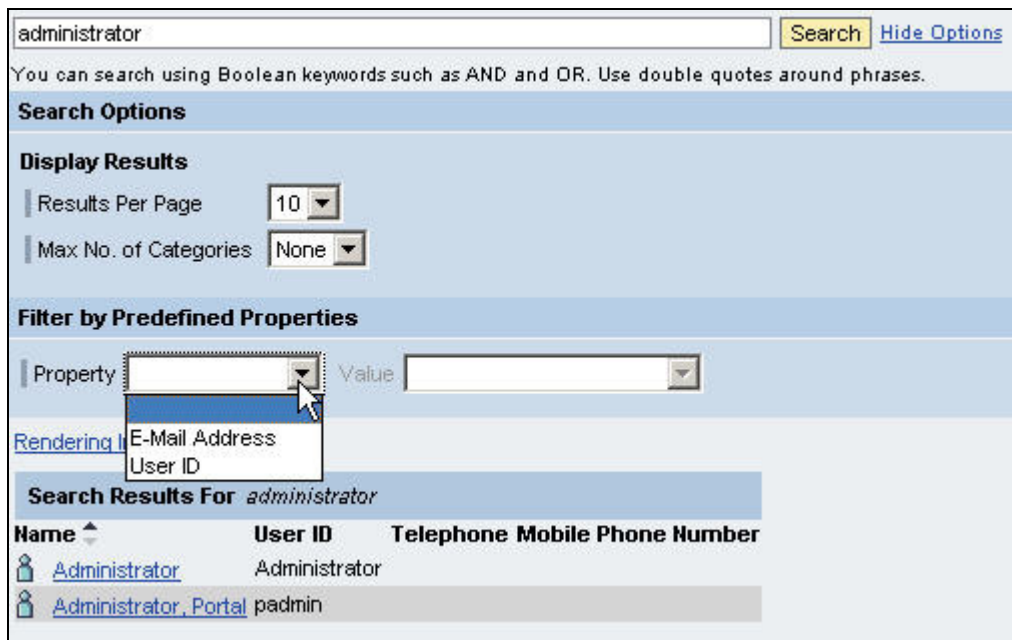 administrator Search Hide Options
You can search using Boolean keywords such as AND and OR. Use double quotes around phrases.
Search Options
Display Results
Results Per Page 10
Max No. of Categories None
Filter by Predefined Properties
Property Value
E-Mail Address
Rendering
User ID
Search Results For administrator
Name User ID Telephone Mobile Phone Number
Administrator Administrator
Administrator, Portal padmin